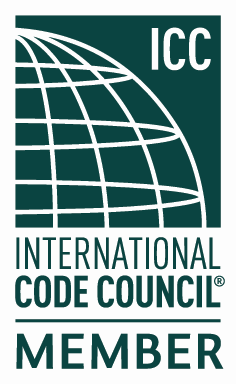 ICC
INTERNATIONAL
CODE COUNCIL®
MEMBER